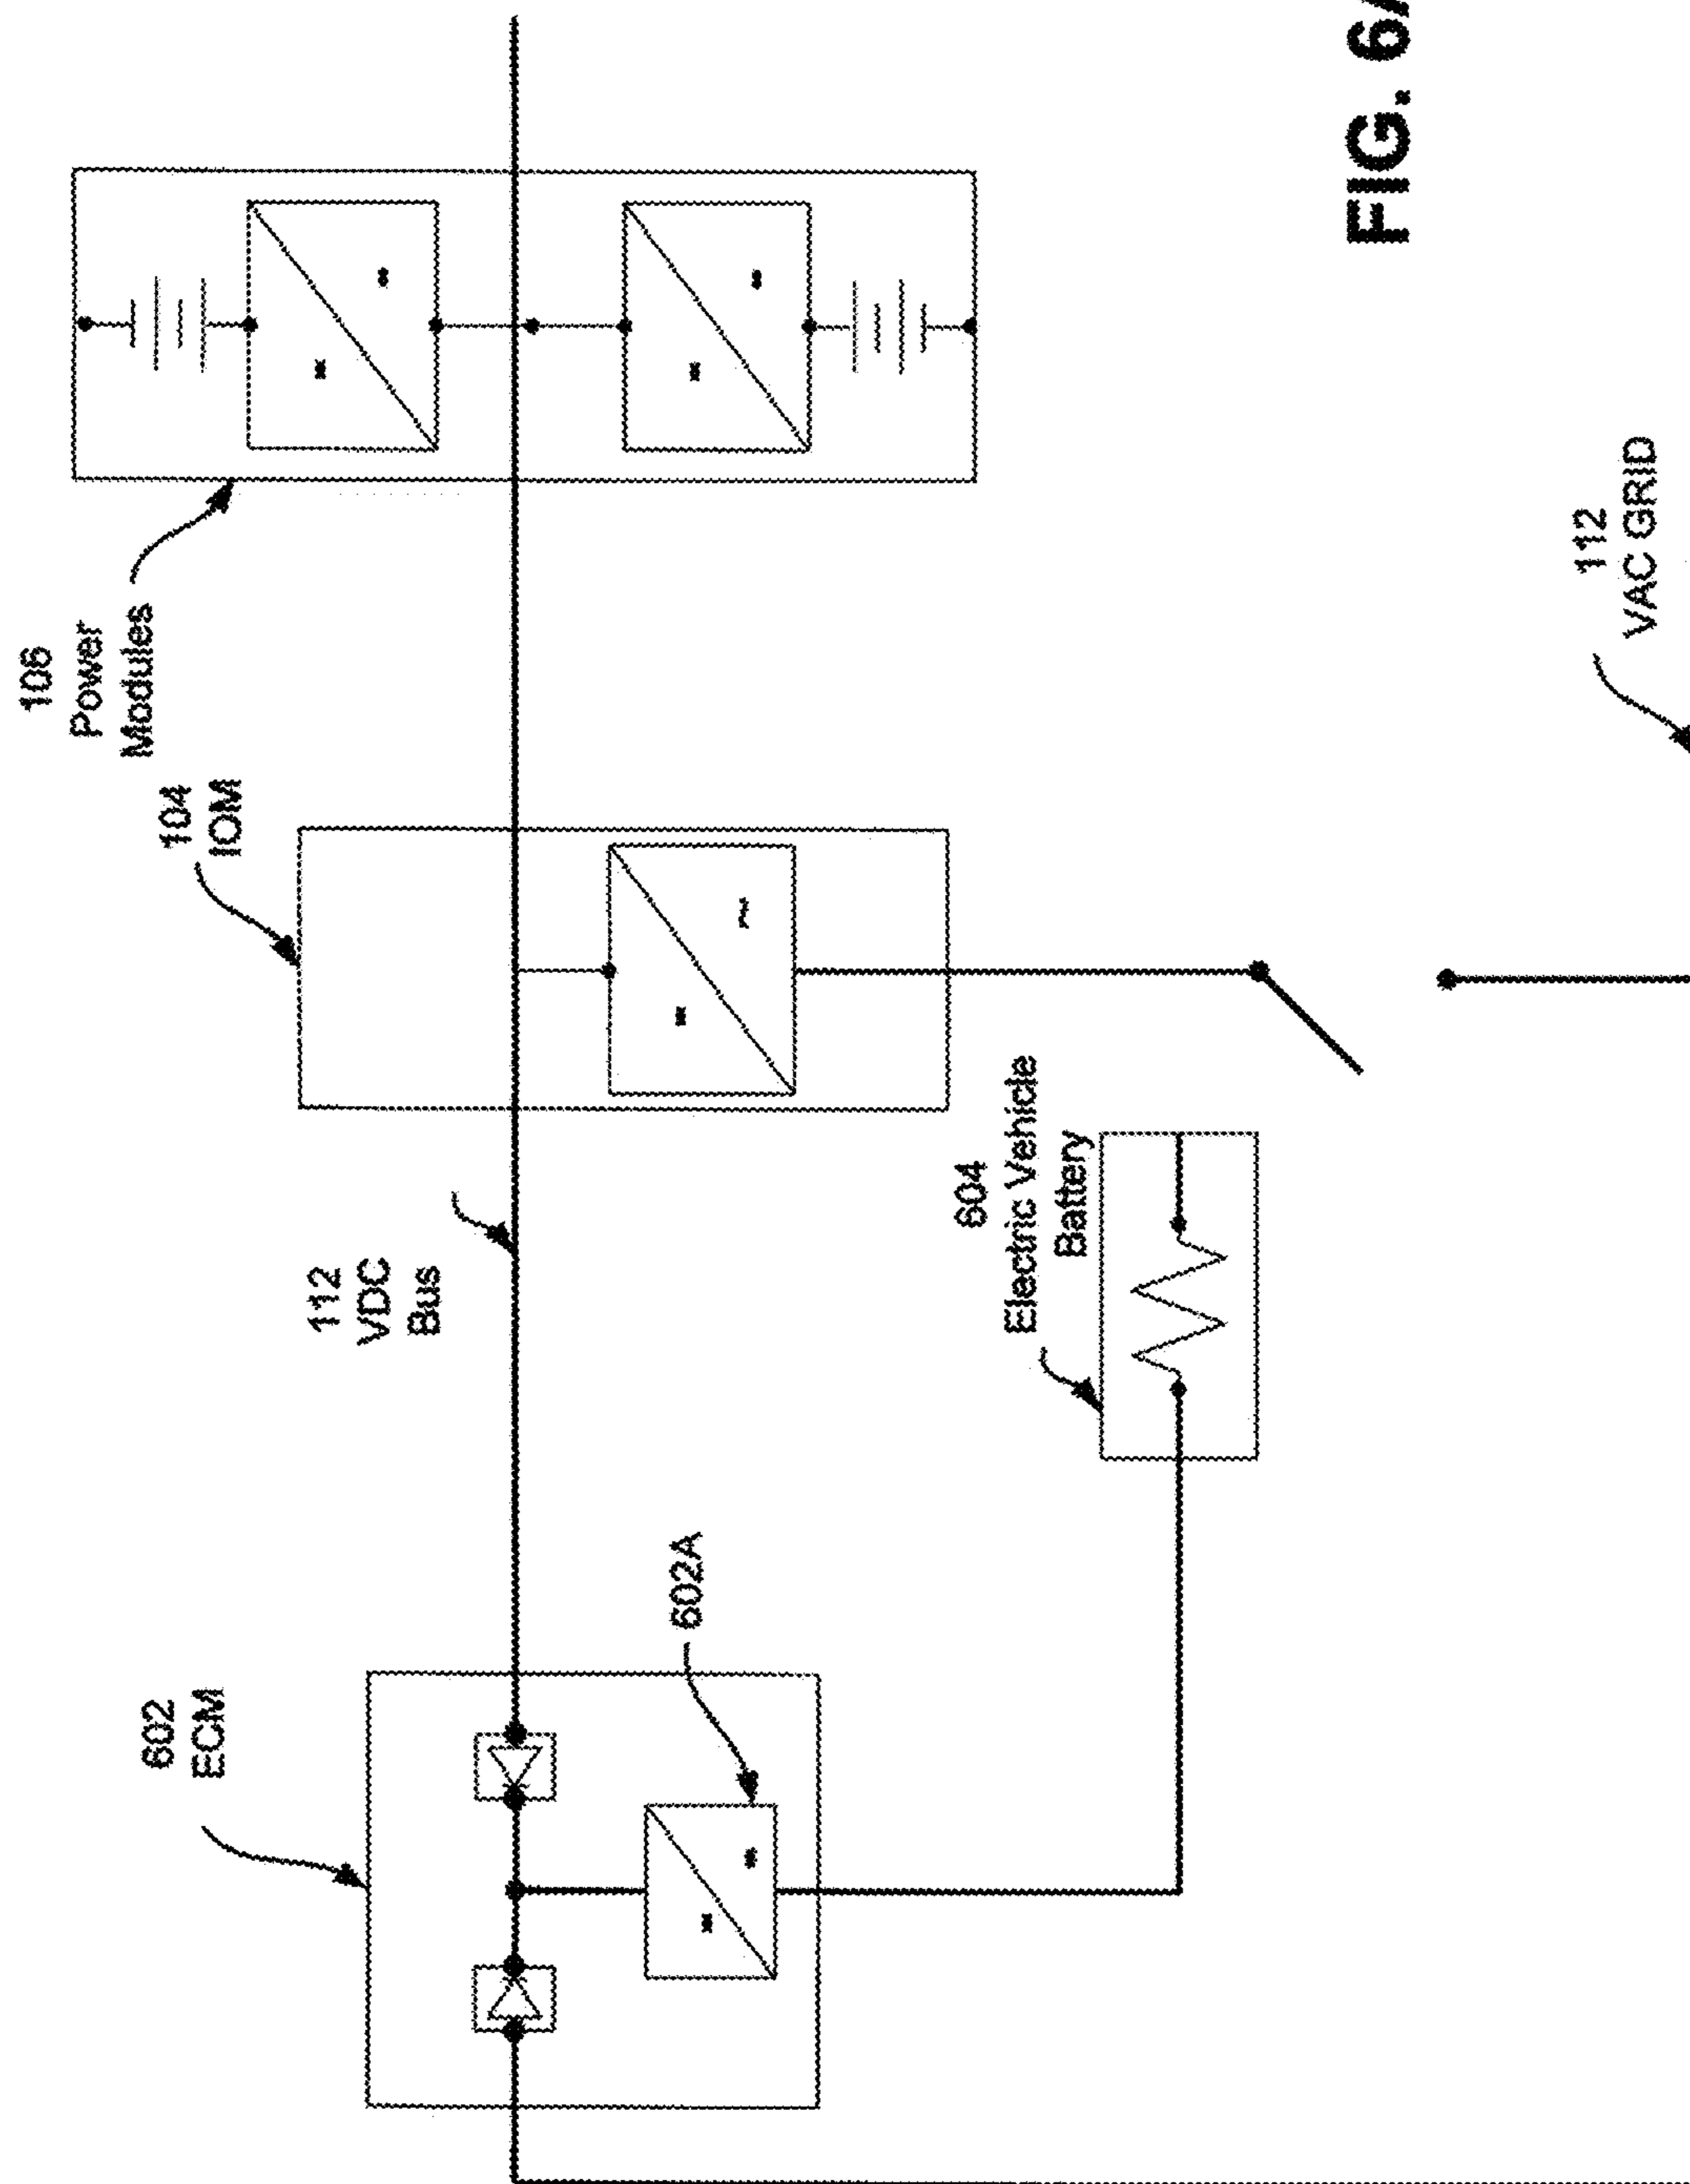 602
ECM
602A
112
VDC
Bus
604
Electric Vehicle
Battery
104
IOM
106
Power
Modules
112
VAC GRID
FIG. 6A